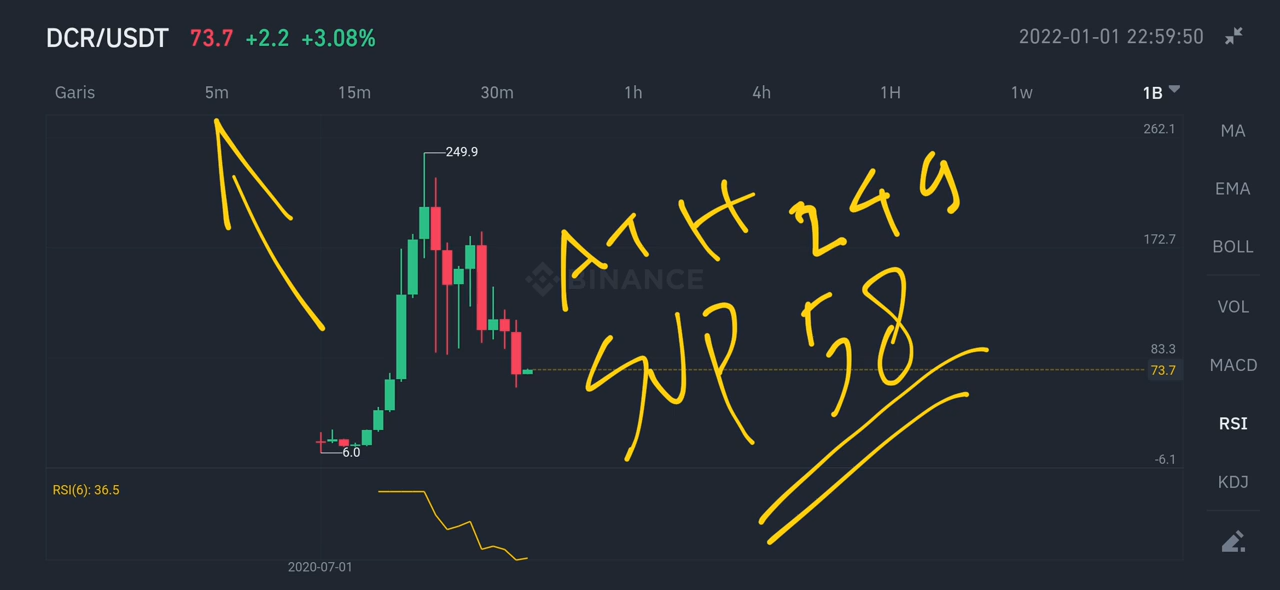 DCR/USDT 73.7 +2.2 +3.08% 2022-01-01 22:59:50
Garis 5m 15m 30m 1h 4h 1H 1w 1B
262.1
MA
249.9
ATH 249
EMA
172.7
BOLL
BINANCE
SUP 58
VOL
83.3
73.7
MACD
RSI
6.0
-6.1
KDJ
RSI(6): 36.5
2020-07-01